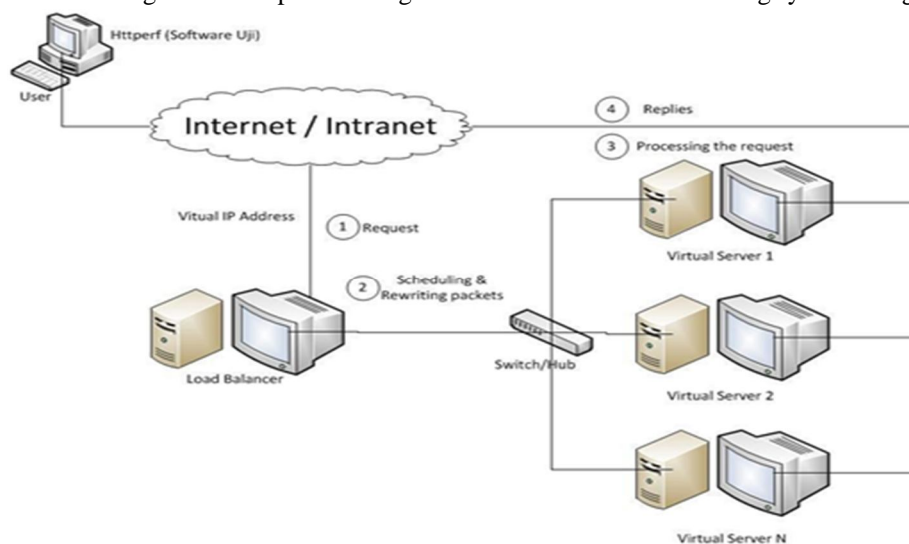 Httperf (Software Uji)
User
Internet / Intranet
4 Replies
3 Processing the request
Vitual IP Address
1 Request
Virtual Server 1
2 Scheduling &
Rewriting packets
Switch/Hub
Load Balancer
Virtual Server 2
Virtual Server N